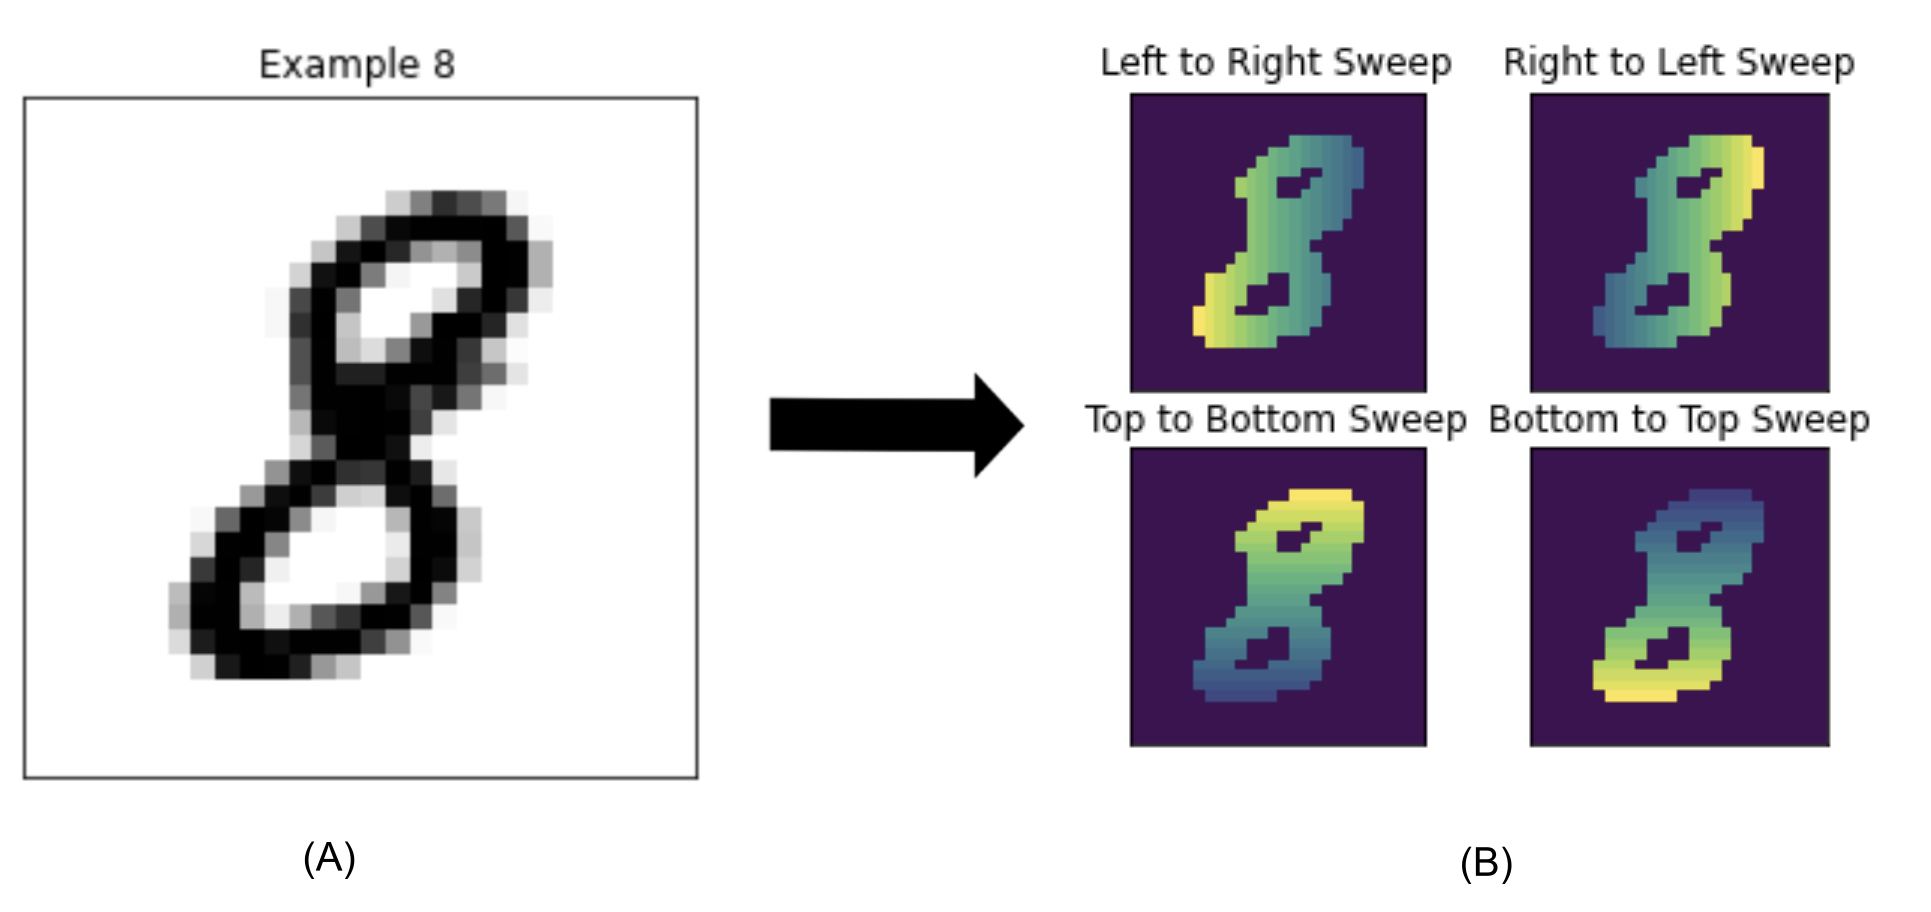 Example 8
Left to Right Sweep
Right to Left Sweep
Top to Bottom Sweep
Bottom to Top Sweep
(A)
(B)